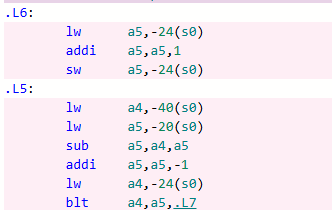 .L6:
lw a5,-24(s0)
addi a5,a5,1
sw a5,-24(s0)
.L5:
lw a4,-40(s0)
lw a5,-20(s0)
sub a5,a4,a5
addi a5,a5,-1
lw a4,-24(s0)
blt a4,a5,.L7